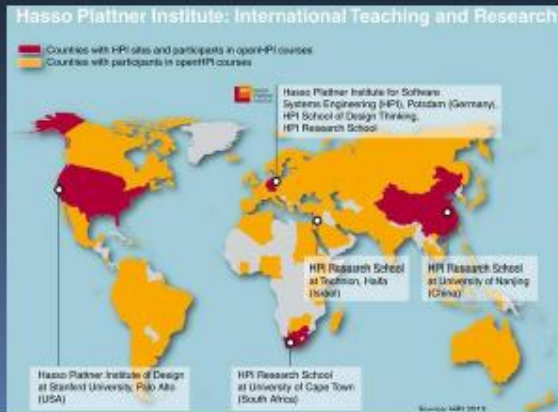 Hasso Plattner Institute: International Teaching and Research
Countries with HPI sites and participants in openHPI courses
Countries with participants in openHPI courses
Hasso Plattner Institute for Software
Systems Engineering (HPI), Potsdam (Germany),
HPI School of Design Thinking,
HPI Research School
HPI Research School
at Technion, Haifa
(Israel)
HPI Research School
at University of Nanjing
(China)
Hasso Plattner Institute of Design
at Stanford University, Palo Alto
(USA)
HPI Research School
at University of Cape Town
(South Africa)